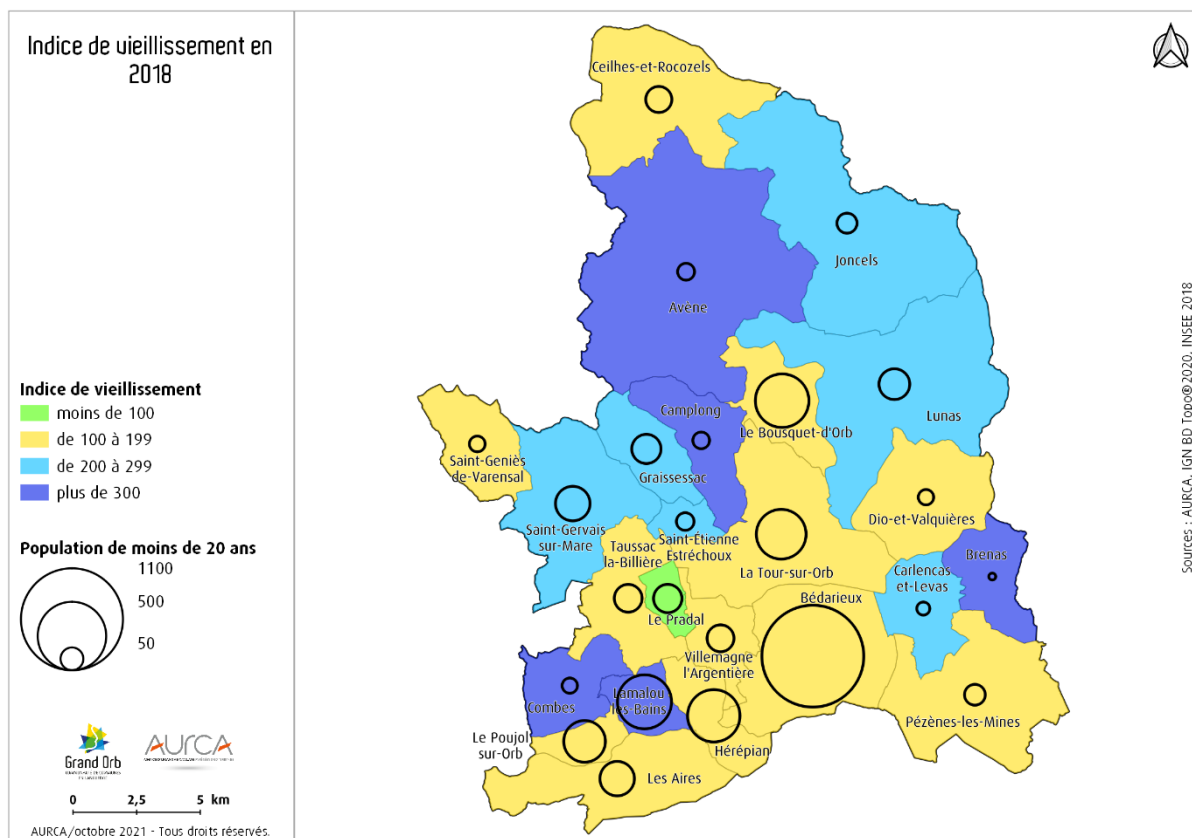 Indice de vieillissement en
2018
Indice de vieillissement
moins de 100
de 100 à 199
de 200 à 299
plus de 300
Population de moins de 20 ans
1100
500
50
Grand Orb
AURCA
0 2,5 5 km
AURCA/octobre 2021 - Tous droits réservés.
Ceilhes-et-Rocozels
Joncels
Avène
Lunas
Camplong
Le Bousquet-d'Orb
Saint-Geniès
de-Varensal
Graissessac
Dio-et-Valquières
Saint-Gervais
sur-Mare
Saint-Étienne
Estréchoux
Taussac
la-Billière
La Tour-sur-Orb
Brenas
Carlencas
et-Levas
Bédarieux
Le Pradal
Villemagne
l'Argentière
Combes
Lamalou
les-Bains
Pézènes-les-Mines
Le Poujol
sur-Orb
Hérépian
Les Aires
Sources : AURCA, IGN BD Topo®2020, INSEE 2018